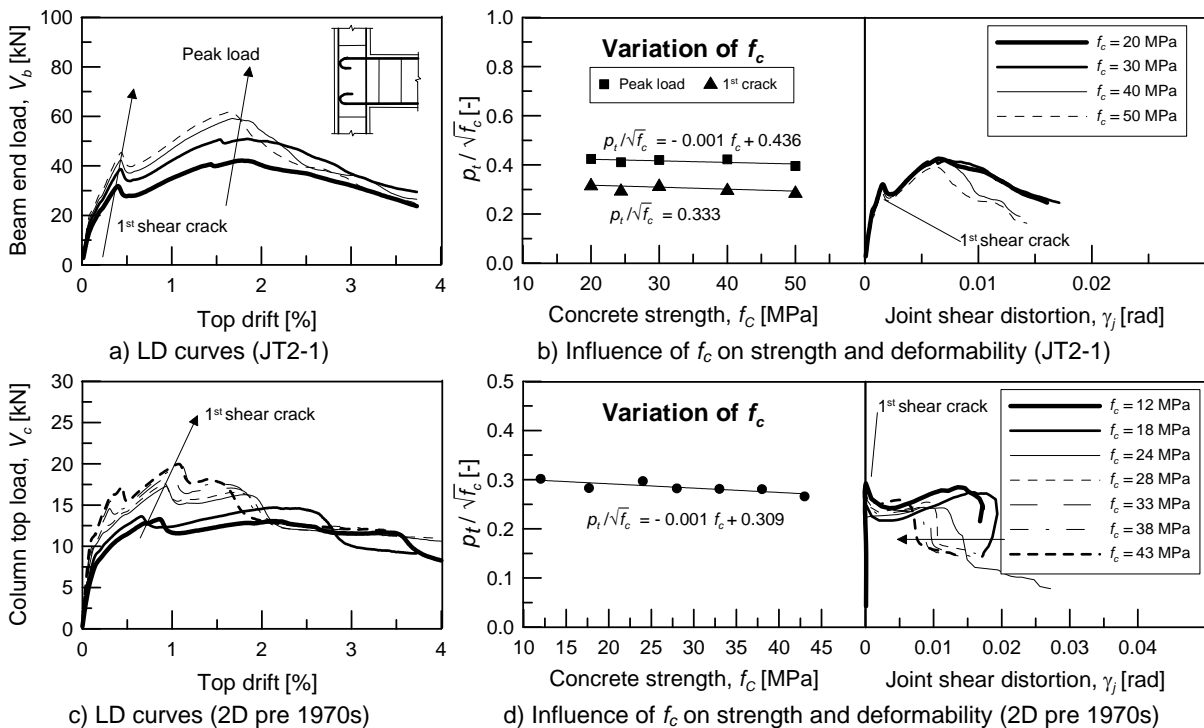 100
80
60
40
20
0
0 1 2 3 4
Beam end load, V_b [kN]
Top drift [%]
Peak load
1st shear crack
a) LD curves (JT2-1)
1.0
0.8
0.6
0.4
0.2
0.0
p_t / √f_c [-]
Variation of f_c
Peak load 1st crack
p_t/√f_c = - 0.001 f_c + 0.436
p_t/√f_c = 0.333
10 20 30 40 50 60
Concrete strength, f_C [MPa]
f_c = 20 MPa
f_c = 30 MPa
f_c = 40 MPa
f_c = 50 MPa
1st shear crack
0 0.01 0.02
Joint shear distortion, γ_j [rad]
b) Influence of f_c on strength and deformability (JT2-1)
30
25
20
15
10
5
0
0 1 2 3 4
Column top load, V_c [kN]
Top drift [%]
1st shear crack
c) LD curves (2D pre 1970s)
0.5
0.4
0.3
0.2
0.1
0.0
p_t / √f_c [-]
Variation of f_c
p_t/√f_c = - 0.001 f_c + 0.309
10 15 20 25 30 35 40 45
Concrete strength, f_C [MPa]
1st shear crack
f_c = 12 MPa
f_c = 18 MPa
f_c = 24 MPa
f_c = 28 MPa
f_c = 33 MPa
f_c = 38 MPa
f_c = 43 MPa
0 0.01 0.02 0.03 0.04
Joint shear distortion, γ_j [rad]
d) Influence of f_c on strength and deformability (2D pre 1970s)